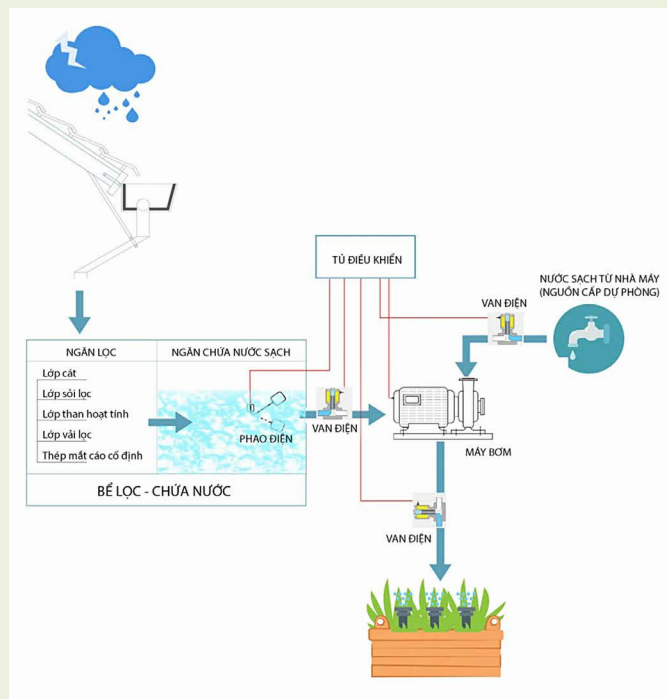 TỦ ĐIỀU KHIỂN
NƯỚC SẠCH TỪ NHÀ MÁY
(NGUỒN CẤP DỰ PHÒNG)
VAN ĐIỆN
NGĂN LỌC
Lớp cát
Lớp sỏi lọc
Lớp than hoạt tính
Lớp vải lọc
Thép mắt cáo cố định
NGĂN CHỨA NƯỚC SẠCH
PHAO ĐIỆN
BỂ LỌC - CHỨA NƯỚC
VAN ĐIỆN
MÁY BƠM
VAN ĐIỆN